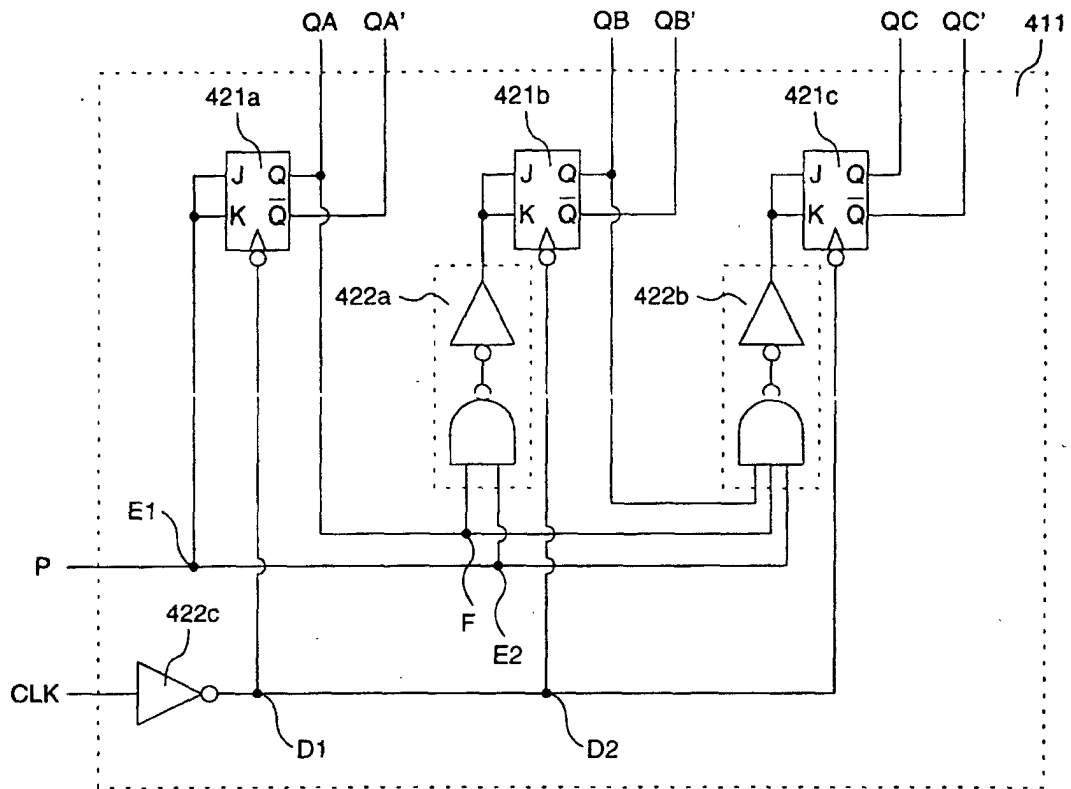 QA QA' QB QB' QC QC' 411
421a 421b 421c
J Q J Q J Q
K Q̅ K Q̅ K Q̅
422a 422b
E1
P
422c
F
E2
CLK
D1 D2